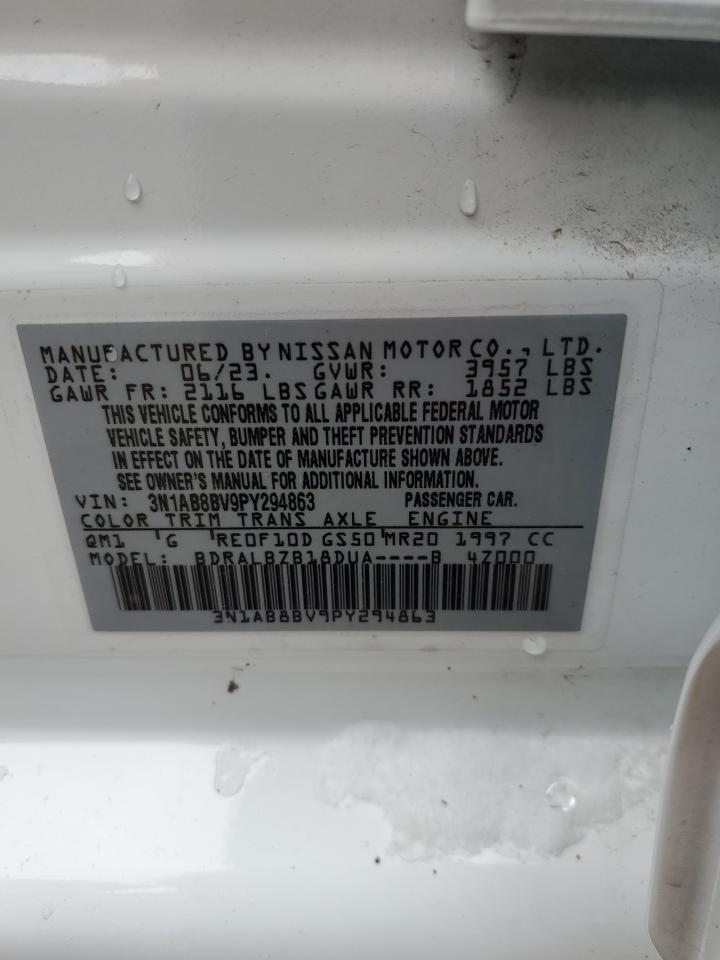 MANUFACTURED BY NISSAN MOTOR CO., LTD.
DATE: 06/23. GVWR: 3957 LBS
GAWR FR: 2116 LBS GAWR RR: 1852 LBS
THIS VEHICLE CONFORMS TO ALL APPLICABLE FEDERAL MOTOR
VEHICLE SAFETY, BUMPER AND THEFT PREVENTION STANDARDS
IN EFFECT ON THE DATE OF MANUFACTURE SHOWN ABOVE.
SEE OWNER'S MANUAL FOR ADDITIONAL INFORMATION.
VIN: 3N1AB8BV9PY294863 PASSENGER CAR.
COLOR TRIM TRANS AXLE ENGINE
QM1 G RE0F10D GS50 MR20 1997 CC
MODEL: BDRALBZB18DUA----B 4Z000
3N1AB8BV9PY294863